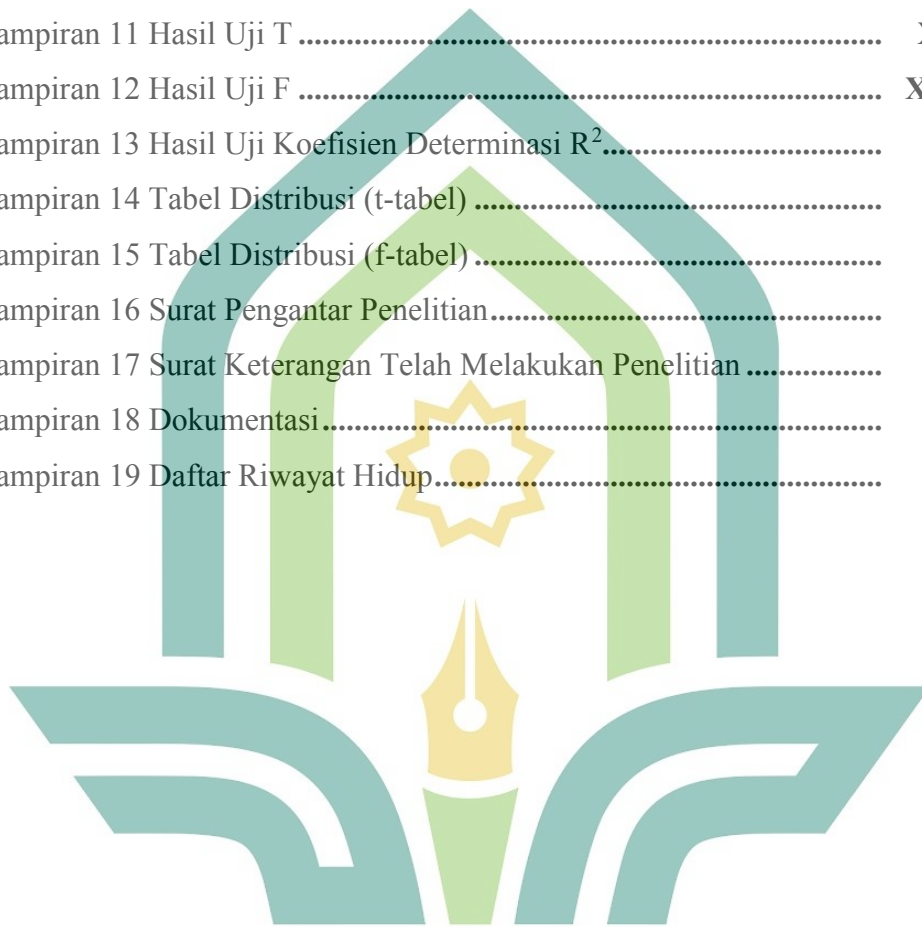 ampiran 11 Hasil Uji T ........................................................................... X
ampiran 12 Hasil Uji F ........................................................................... X
ampiran 13 Hasil Uji Koefisien Determinasi R²....................................
ampiran 14 Tabel Distribusi (t-tabel) ....................................................
ampiran 15 Tabel Distribusi (f-tabel) ....................................................
ampiran 16 Surat Pengantar Penelitian..................................................
ampiran 17 Surat Keterangan Telah Melakukan Penelitian .................
ampiran 18 Dokumentasi........................................................................
ampiran 19 Daftar Riwayat Hidup..........................................................